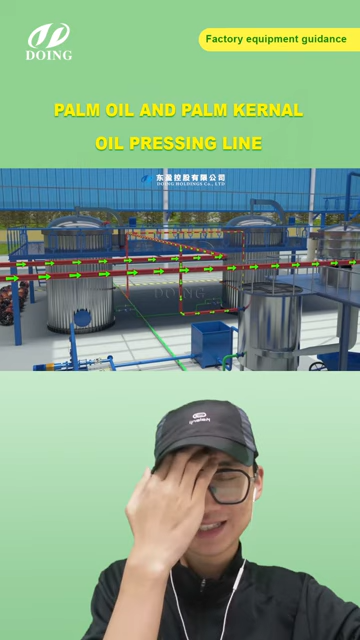 DOING
Factory equipment guidance
PALM OIL AND PALM KERNAL
OIL PRESSING LINE
东盈控股有限公司
DOING HOLDINGS Co., LTD
DOING